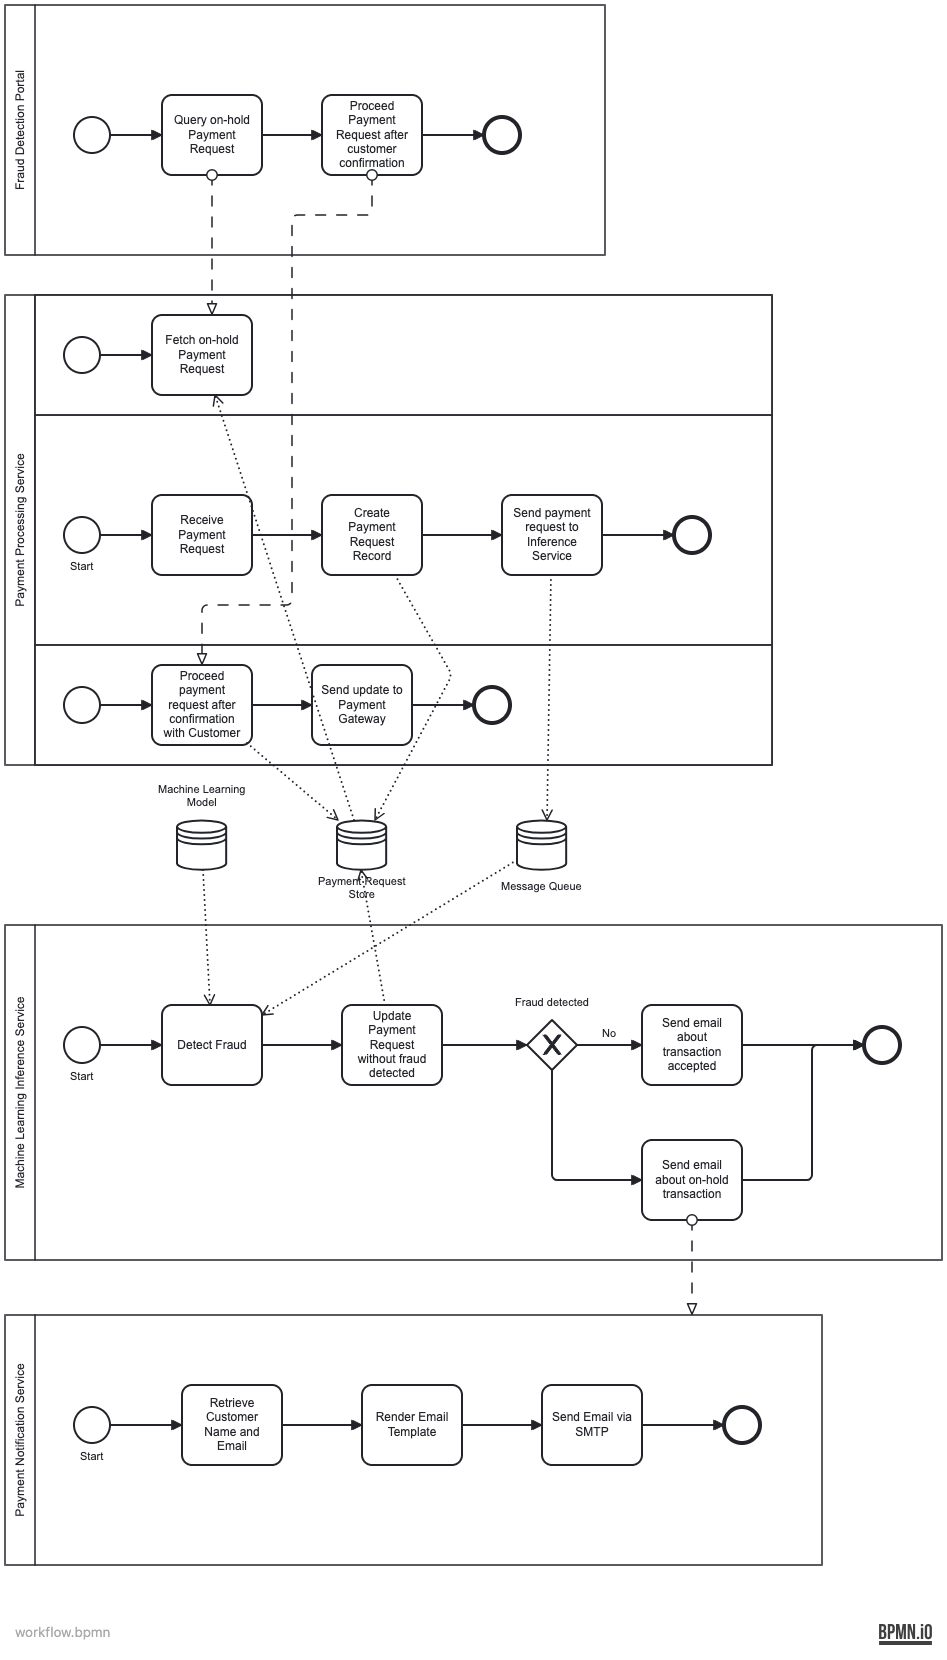 Fraud Detection Portal
Query on-hold
Payment
Request
Proceed
Payment
Request after
customer
confirmation
Payment Processing Service
Fetch on-hold
Payment
Request
Start
Receive
Payment
Request
Create
Payment
Request
Record
Send payment
request to
Inference
Service
Proceed
payment
request after
confirmation
with Customer
Send update to
Payment
Gateway
Machine Learning
Model
Payment Request
Store
Message Queue
Machine Learning Inference Service
Start
Detect Fraud
Update
Payment
Request
without fraud
detected
Fraud detected
No
Send email
about
transaction
accepted
Send email
about on-hold
transaction
Payment Notification Service
Start
Retrieve
Customer
Name and
Email
Render Email
Template
Send Email via
SMTP
workflow.bpmn
BPMN.iO